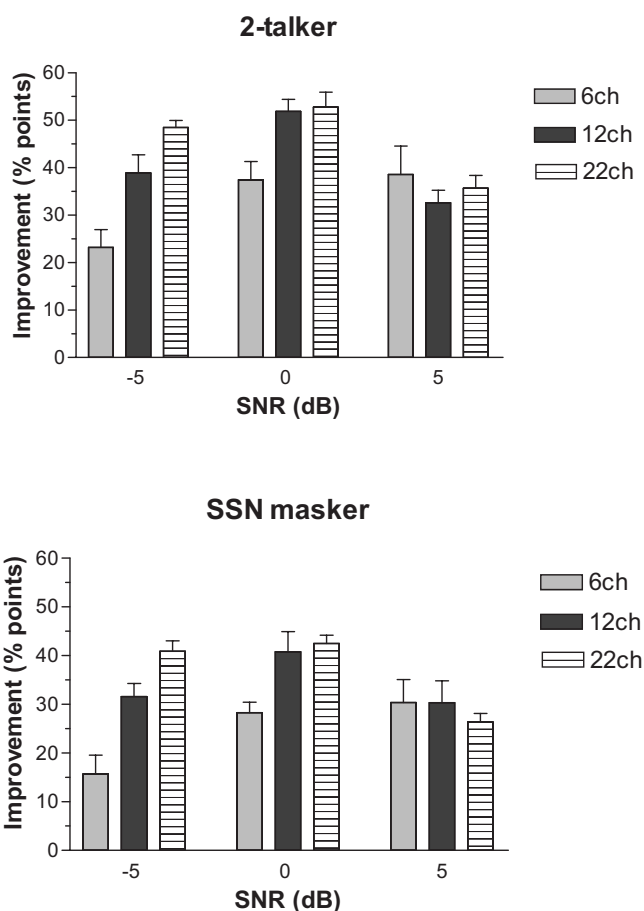 2-talker
Improvement (% points)
60
50
40
30
20
10
0
-5 0 5
SNR (dB)
6ch
12ch
22ch
SSN masker
Improvement (% points)
60
50
40
30
20
10
0
-5 0 5
SNR (dB)
6ch
12ch
22ch